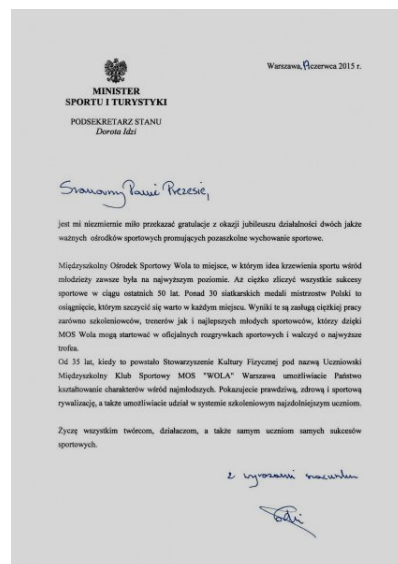 Warszawa, 17 czerwca 2015 r.
MINISTER
SPORTU I TURYSTYKI
PODSEKRETARZ STANU
Dorota Idzi
Szanowny Panie Prezesie,
jest mi niezmiernie miło przekazać gratulacje z okazji jubileuszu działalności dwóch jakże
ważnych ośrodków sportowych promujących pozaszkolne wychowanie sportowe.
Międzyszkolny Ośrodek Sportowy Wola to miejsce, w którym idea krzewienia sportu wśród
młodzieży zawsze była na najwyższym poziomie. Aż ciężko zliczyć wszystkie sukcesy
sportowe w ciągu ostatnich 50 lat. Ponad 30 siatkarskich medali mistrzostw Polski to
osiągnięcie, którym szczycić się warto w każdym miejscu. Wyniki te są zasługą ciężkiej pracy
zarówno szkoleniowców, trenerów jak i najlepszych młodych sportowców, którzy dzięki
MOS Wola mogą startować w oficjalnych rozgrywkach sportowych i walczyć o najwyższe
trofea.
Od 35 lat, kiedy to powstało Stowarzyszenie Kultury Fizycznej pod nazwą Uczniowski
Międzyszkolny Klub Sportowy MOS "WOLA" Warszawa umożliwiacie Państwo
kształtowanie charakterów wśród najmłodszych. Pokazujecie prawdziwą, zdrową i sportową
rywalizację, a także umożliwiacie udział w systemie szkoleniowym najzdolniejszym uczniom.
Życzę wszystkim twórcom, działaczom, a także samym uczniom samych sukcesów
sportowych.
z wyrazami szacunku